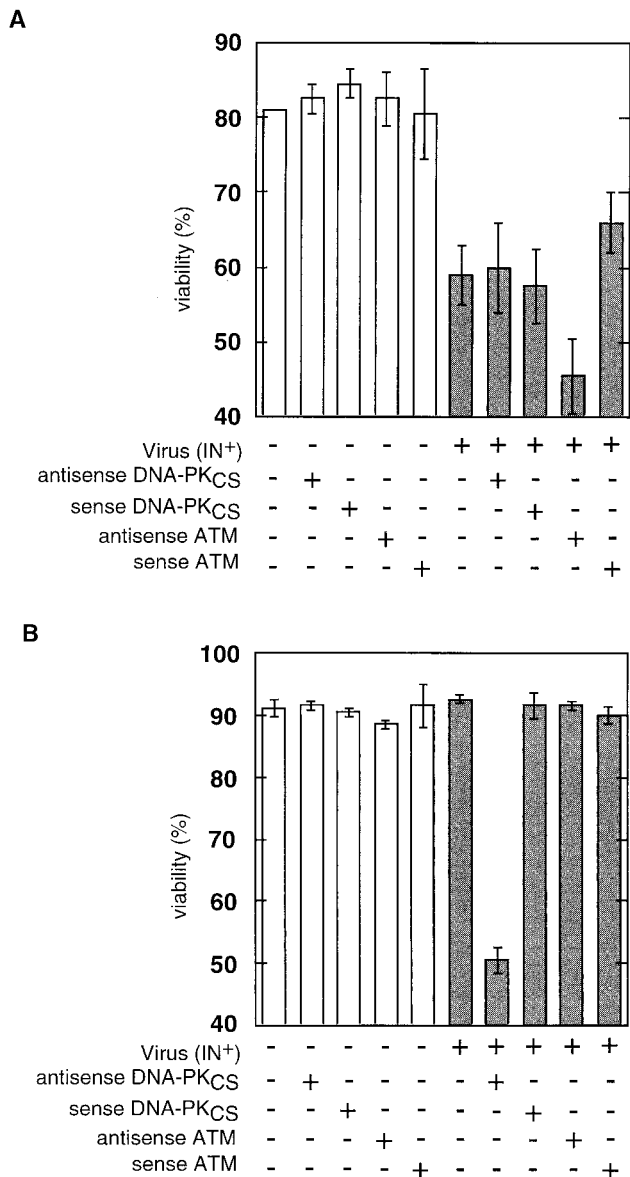 A
90
80
70
60
50
40
viability (%)
Virus (IN+) - - - - - + + + + +
antisense DNA-PKCS - + - - - - + - - -
sense DNA-PKCS - - + - - - - + - -
antisense ATM - - - + - - - - + -
sense ATM - - - - + - - - - +
B
100
90
80
70
60
50
40
viability (%)
Virus (IN+) - - - - - + + + + +
antisense DNA-PKCS - + - - - - + - - -
sense DNA-PKCS - - + - - - - + - -
antisense ATM - - - + - - - - + -
sense ATM - - - - + - - - - +